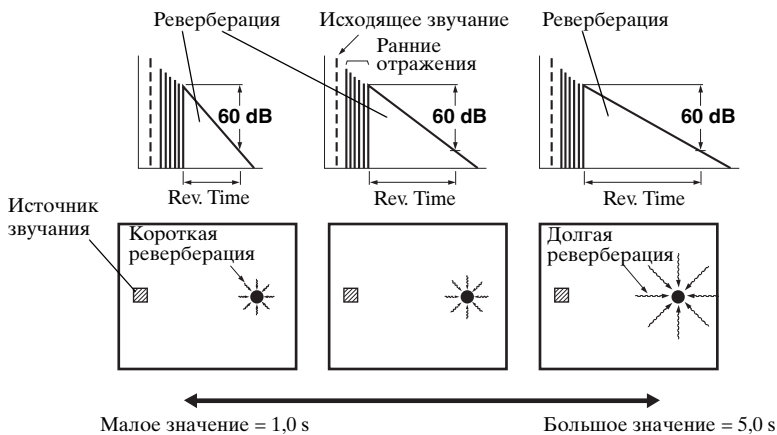 Реверберация
Исходящее звучание
Реверберация
Ранние
отражения
60 dB
60 dB
60 dB
Rev. Time
Rev. Time
Rev. Time
Источник
звучания
Короткая
реверберация
Долгая
реверберация
Малое значение = 1,0 s
Большое значение = 5,0 s